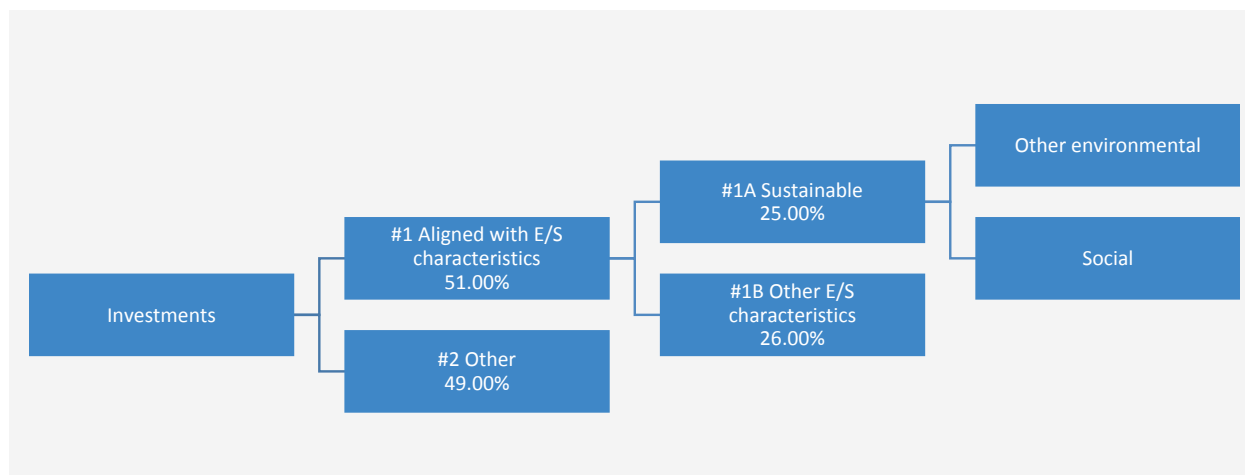 Investments
#1 Aligned with E/S
characteristics
51.00%
#2 Other
49.00%
#1A Sustainable
25.00%
#1B Other E/S
characteristics
26.00%
Other environmental
Social